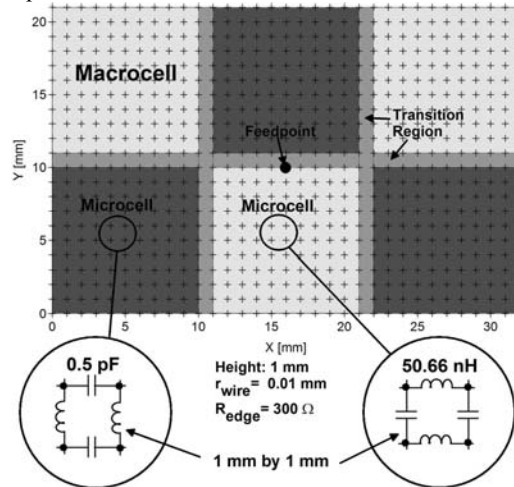 20
Macrocell
15
Transition
Region
Feedpoint
10
Y [mm]
Microcell
Microcell
5
0
0 5 10 15 20 25 30
X [mm]
0.5 pF
Height: 1 mm
r wire = 0.01 mm
R edge = 300 Ω
50.66 nH
1 mm by 1 mm